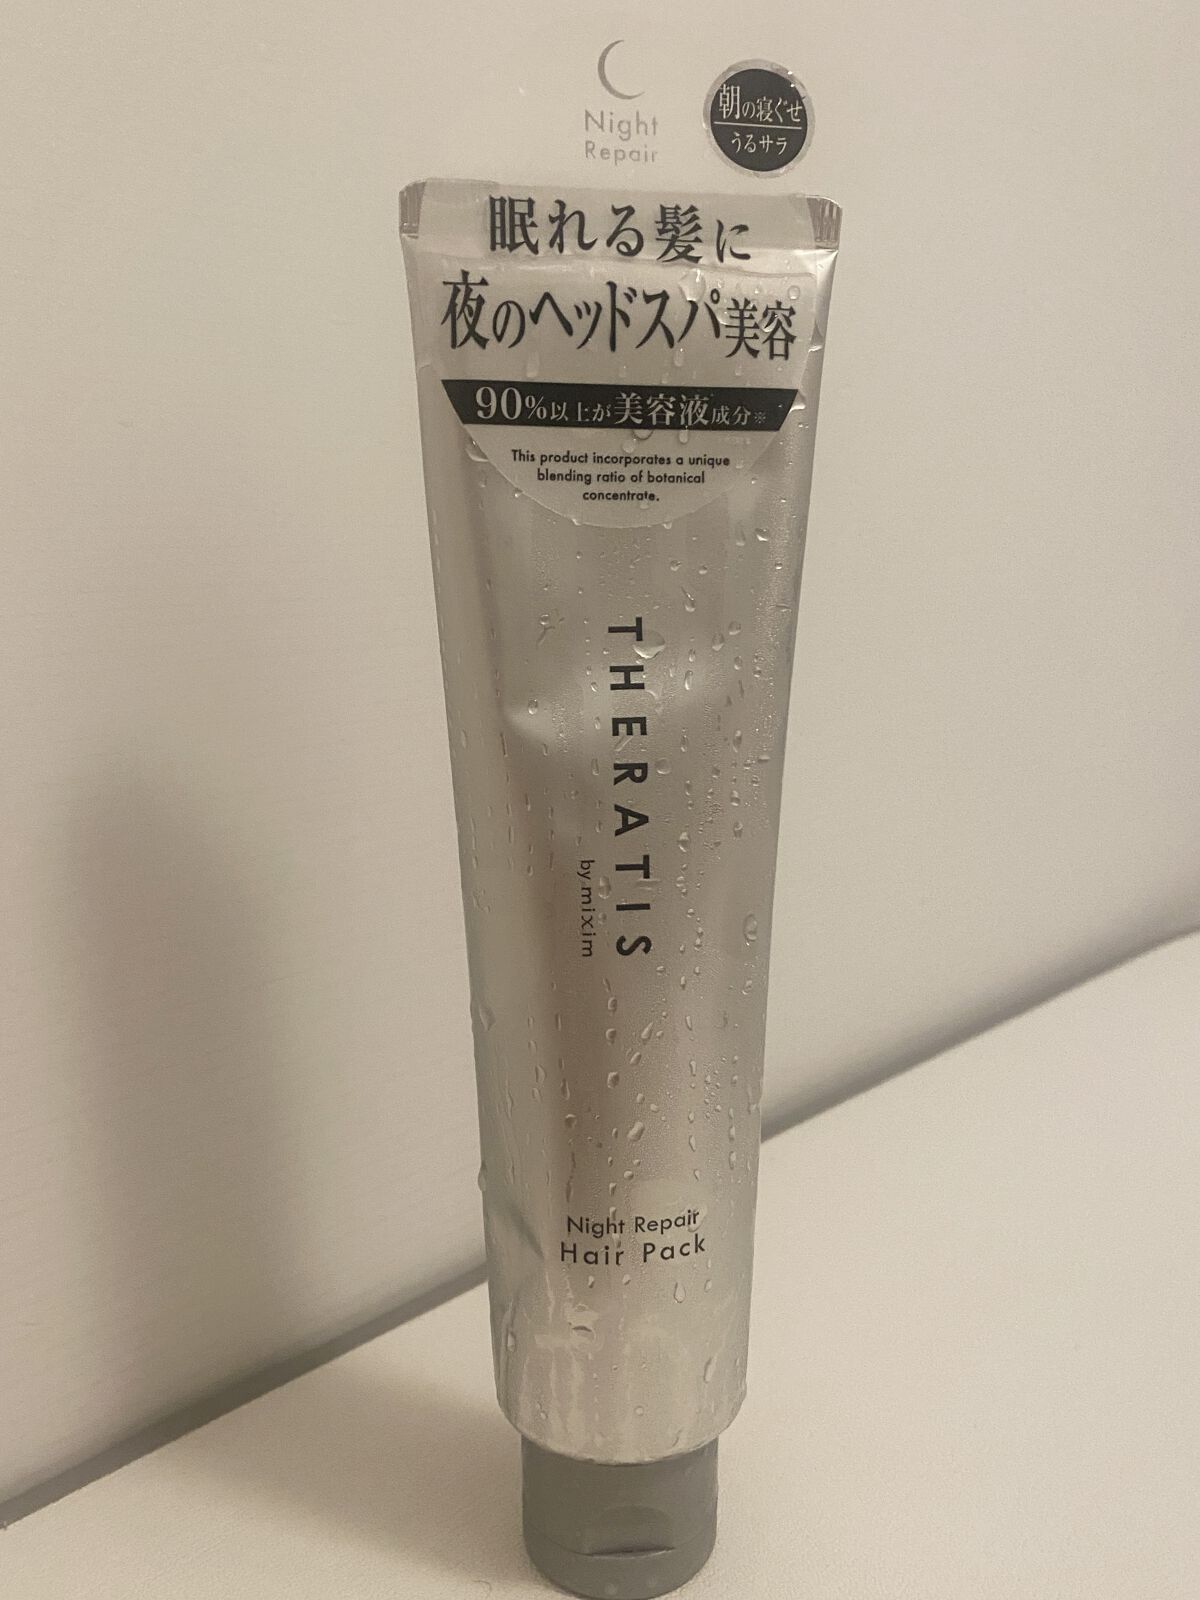 Night
Repair
朝の寝ぐせ
うるサラ
眠れる髪に
夜のヘッドスパ美容
90%以上が美容液成分※
This product incorporates a unique
blending ratio of botanical
concentrate.
THERATIS
by mixim
Night Repair
Hair Pack